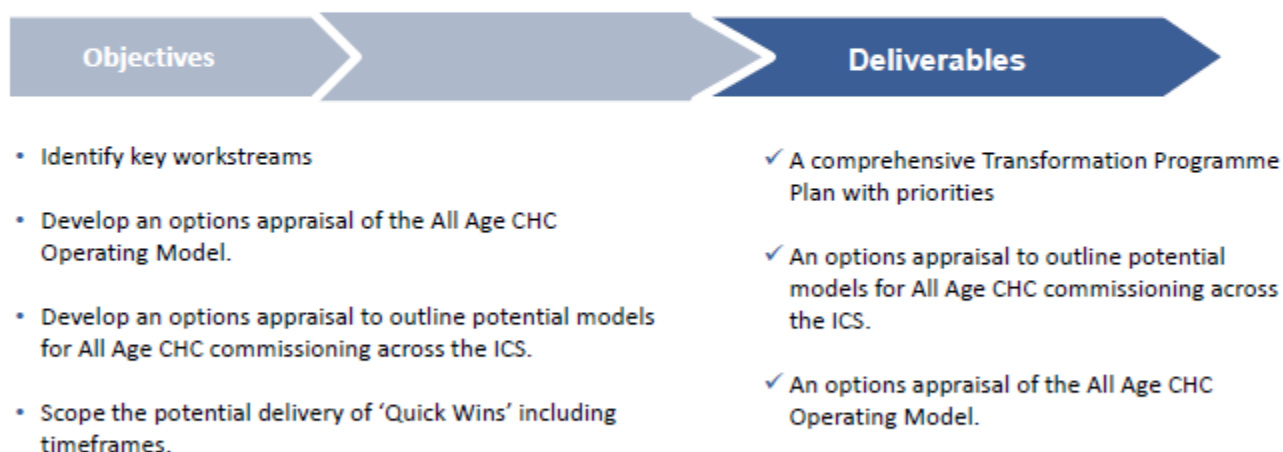 Objectives
Deliverables
• Identify key workstreams
• Develop an options appraisal of the All Age CHC
Operating Model.
• Develop an options appraisal to outline potential models
for All Age CHC commissioning across the ICS.
• Scope the potential delivery of ‘Quick Wins’ including
timeframes.
✓ A comprehensive Transformation Programme
Plan with priorities
✓ An options appraisal to outline potential
models for All Age CHC commissioning across
the ICS.
✓ An options appraisal of the All Age CHC
Operating Model.